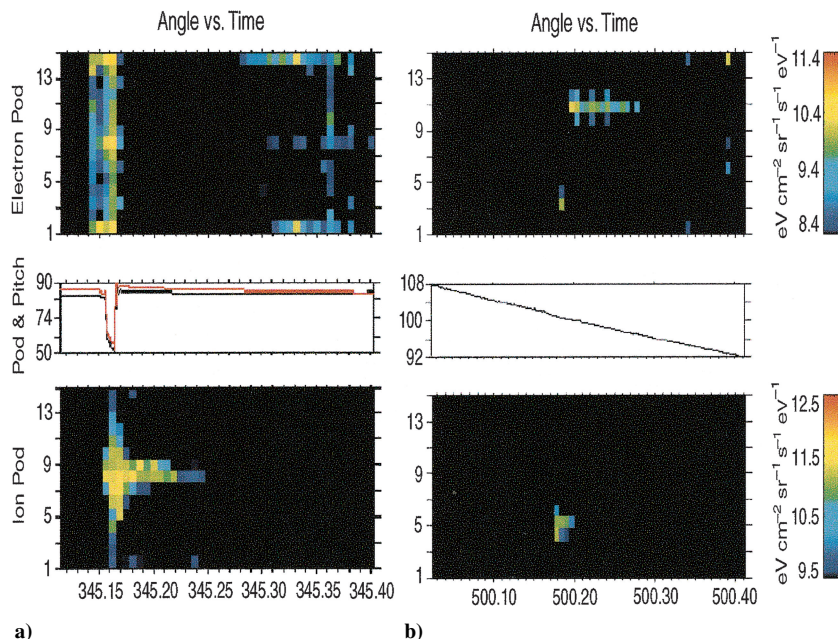 Angle vs. Time
Angle vs. Time
Electron Pod
15
13
9
5
1
13
9
5
1
11.4
10.4
9.4
8.4
eV cm⁻² sr⁻¹ s⁻¹ eV⁻¹
Pod & Pitch
90
74
50
108
100
92
Ion Pod
13
9
5
1
13
9
5
1
12.5
11.5
10.5
9.5
eV cm⁻² sr⁻¹ s⁻¹ eV⁻¹
345.15 345.20 345.25 345.30 345.35 345.40
500.10 500.20 500.30 500.40
a)
b)